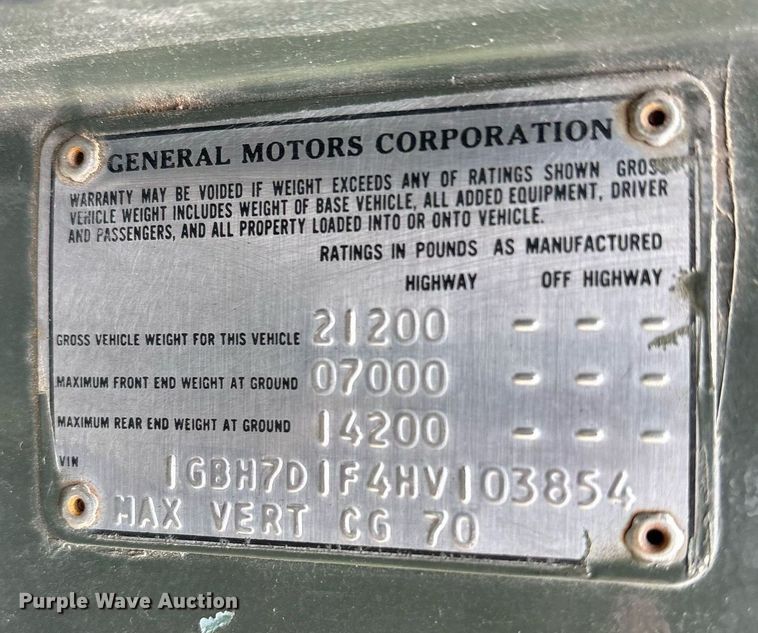 GENERAL MOTORS CORPORATION
WARRANTY MAY BE VOIDED IF WEIGHT EXCEEDS ANY OF RATINGS SHOWN GROSS
VEHICLE WEIGHT INCLUDES WEIGHT OF BASE VEHICLE, ALL ADDED EQUIPMENT, DRIVER
AND PASSENGERS, AND ALL PROPERTY LOADED INTO OR ONTO VEHICLE.
RATINGS IN POUNDS AS MANUFACTURED
HIGHWAY OFF HIGHWAY
GROSS VEHICLE WEIGHT FOR THIS VEHICLE 21200 - - -
MAXIMUM FRONT END WEIGHT AT GROUND 07000 - - -
MAXIMUM REAR END WEIGHT AT GROUND 14200 - - -
VIN 1GBH7D1F4HV103854
MAX VERT CG 70
Purple Wave Auction